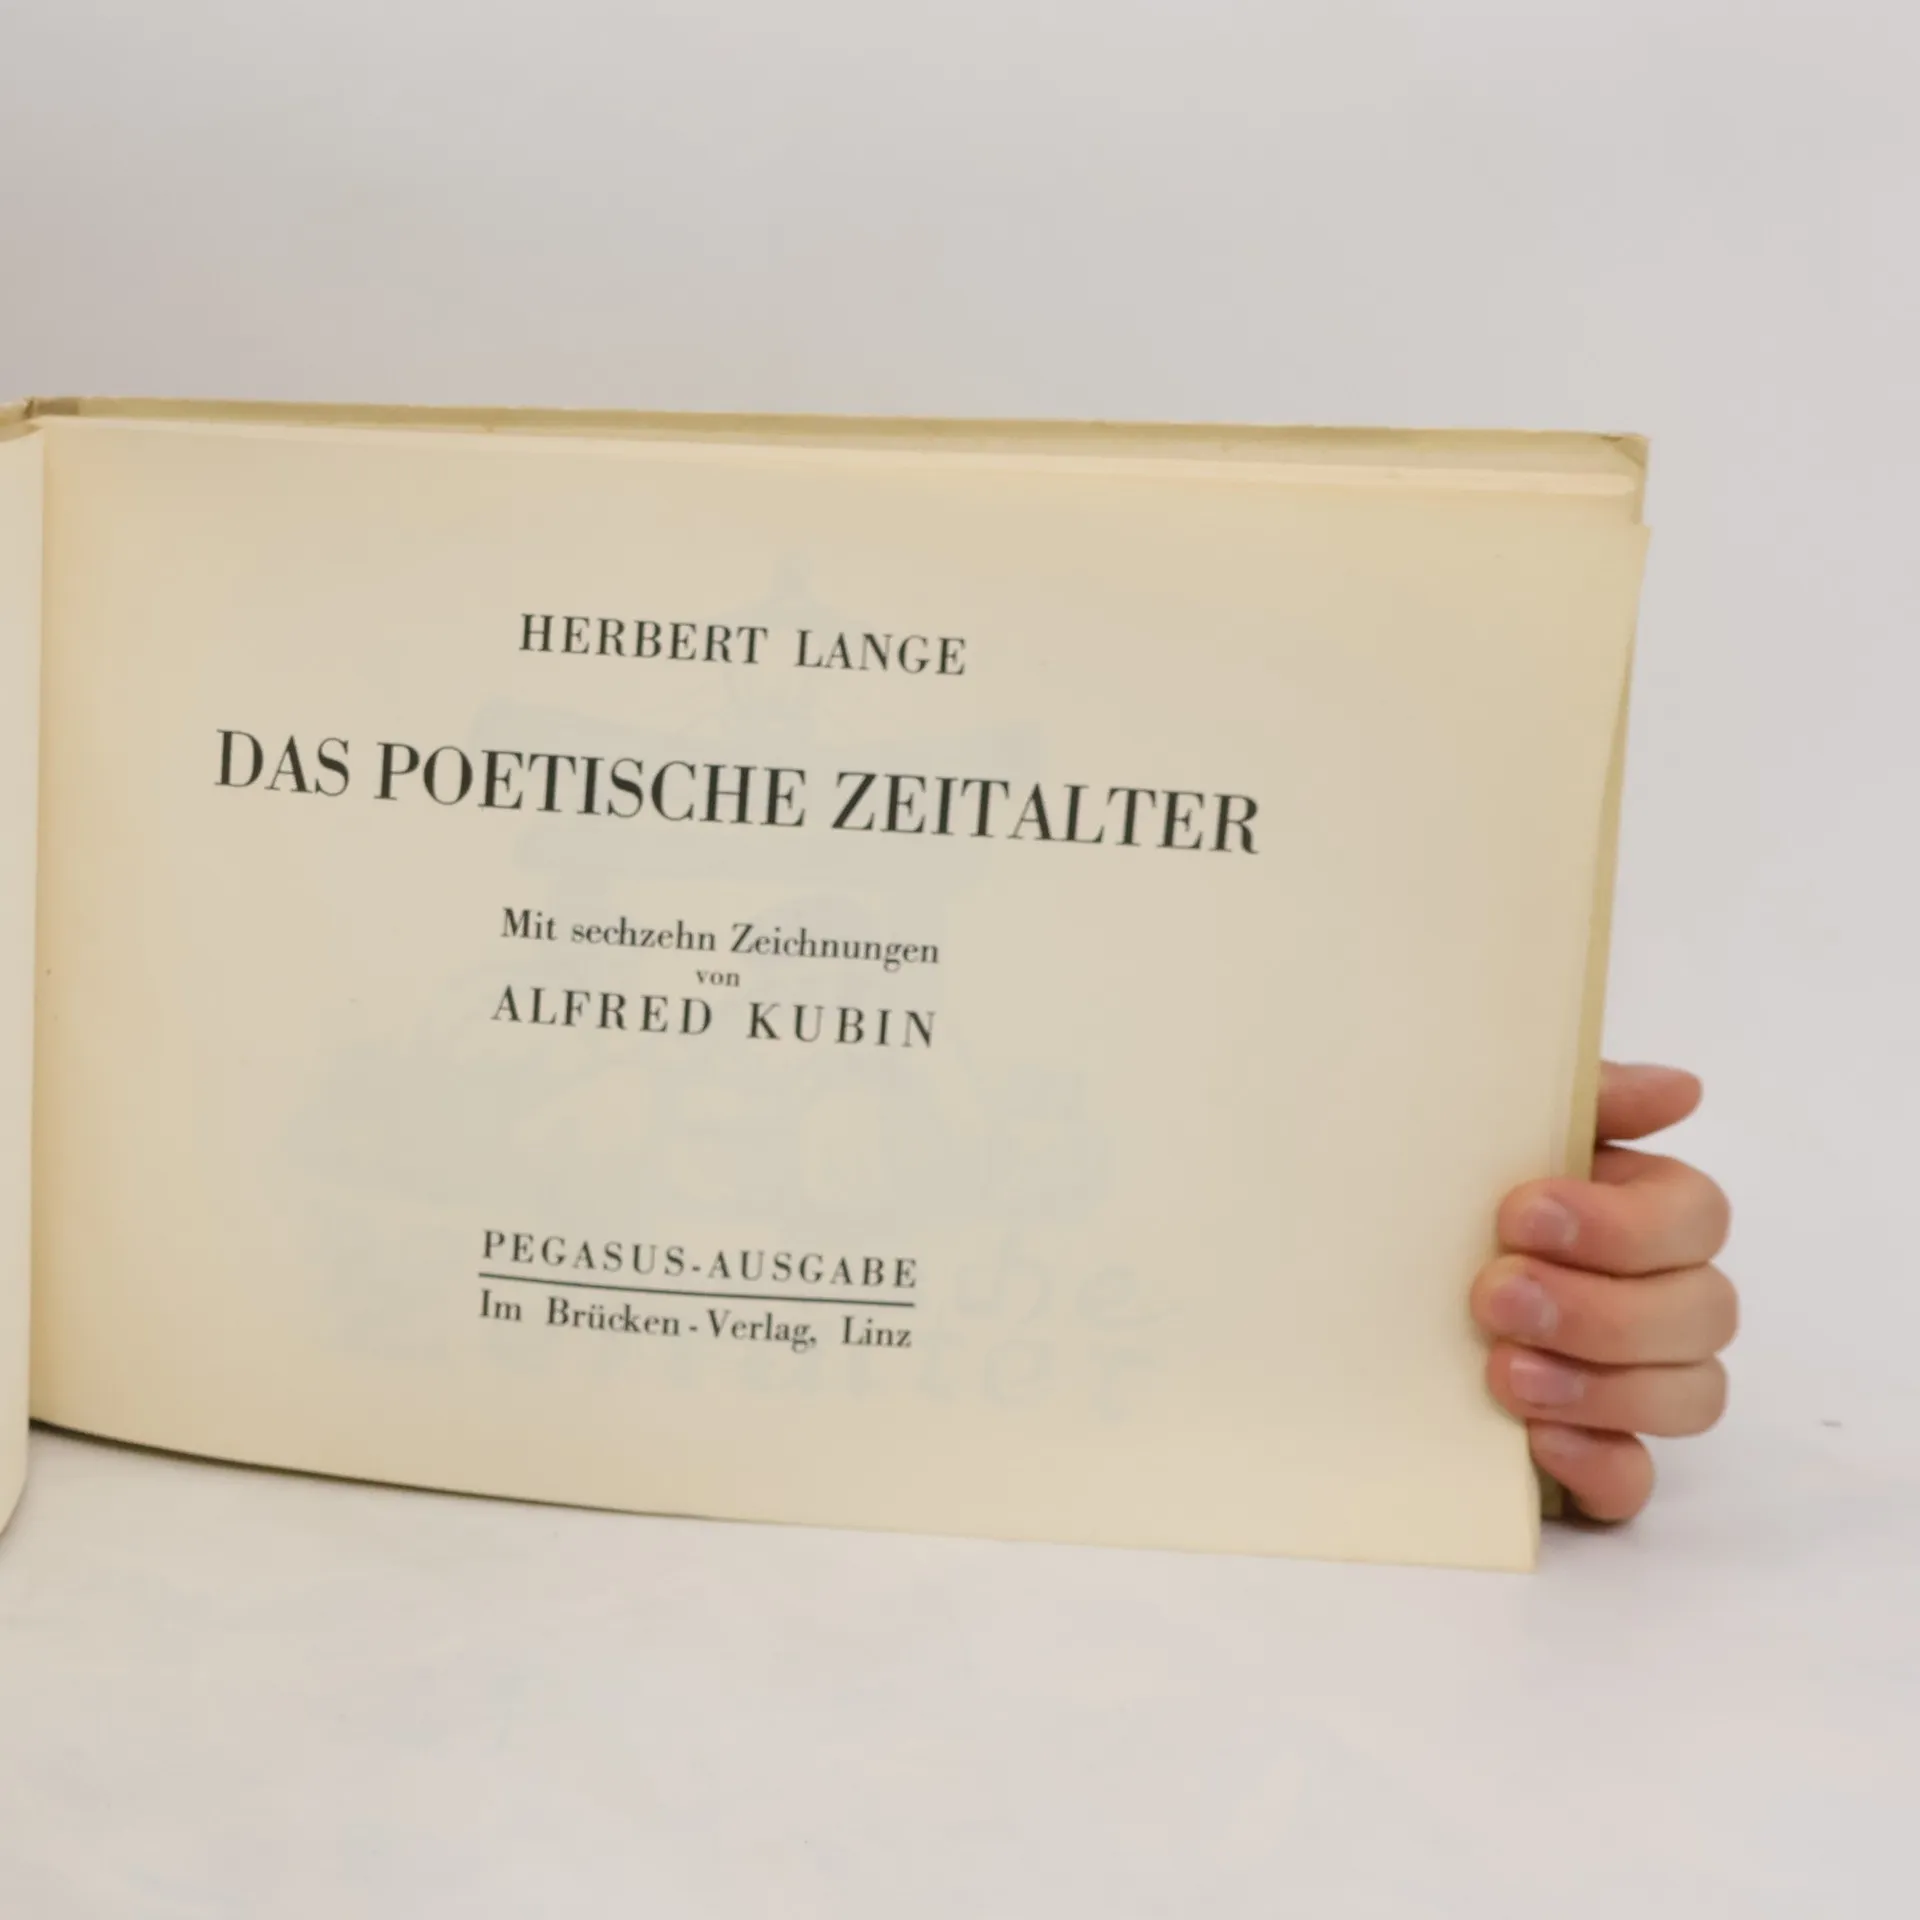 HERBERT LANGE
DAS POETISCHE ZEITALTER
Mit sechzehn Zeichnungen
von
ALFRED KUBIN
PEGASUS-AUSGABE
Im Brücken-Verlag, Linz